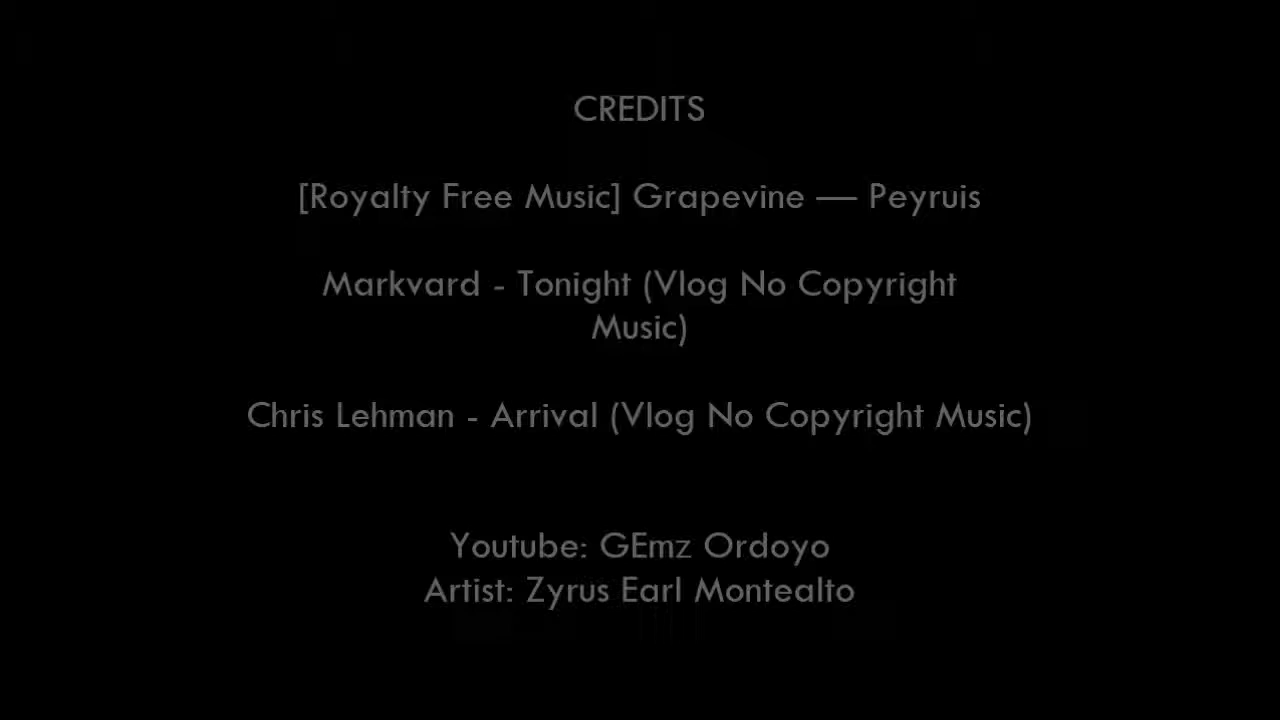 CREDITS
[Royalty Free Music] Grapevine — Peyruis
Markvard - Tonight (Vlog No Copyright
Music)
Chris Lehman - Arrival (Vlog No Copyright Music)
Youtube: GEmz Ordoyo
Artist: Zyrus Earl Montealto